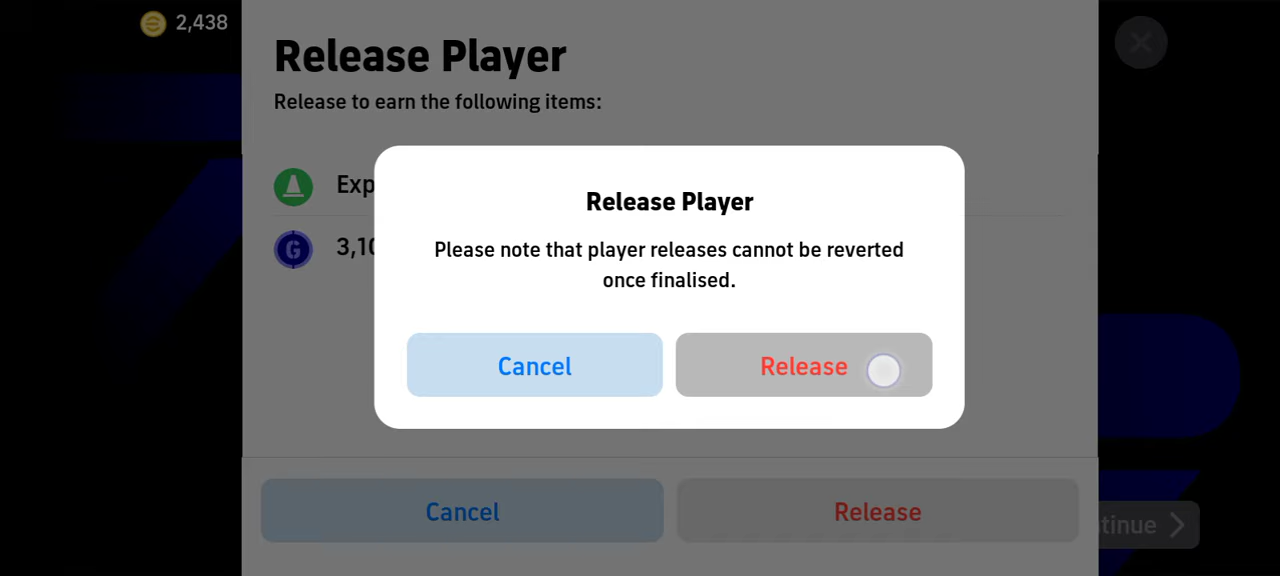 2,438
Release Player
Release to earn the following items:
Release Player
Please note that player releases cannot be reverted
once finalised.
Cancel
Release
G
Cancel
Release